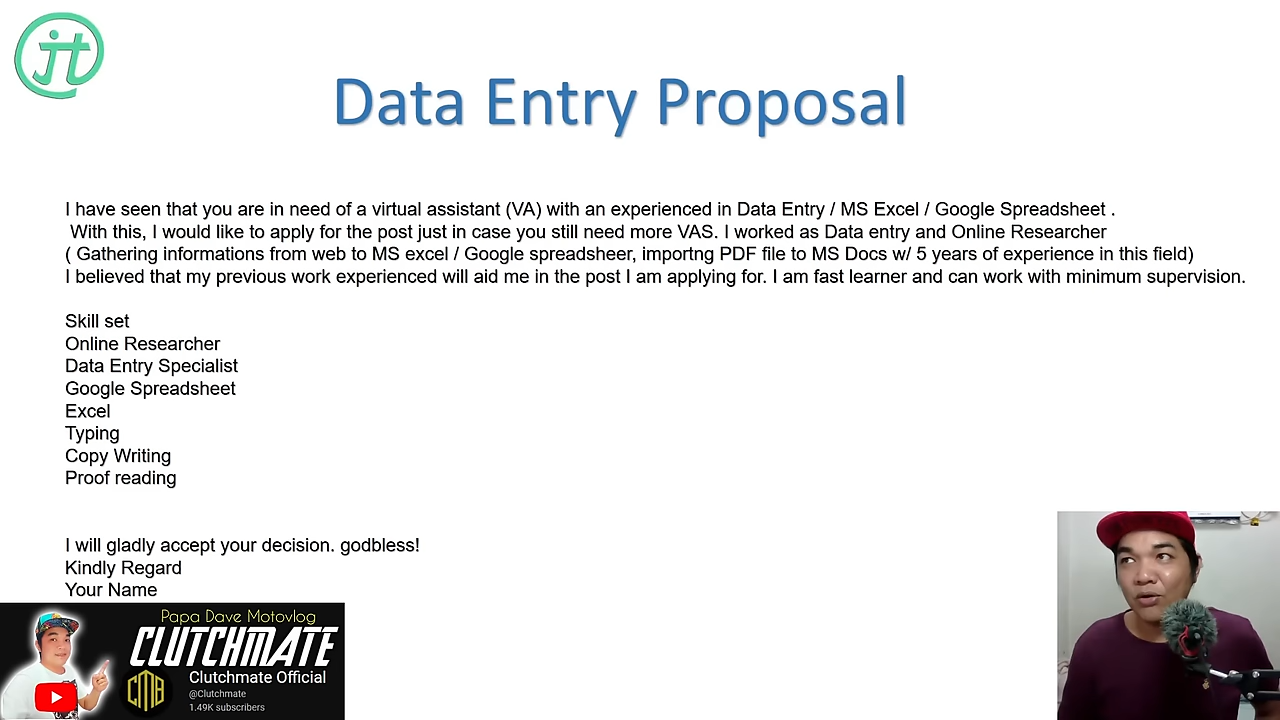 jt
Data Entry Proposal
I have seen that you are in need of a virtual assistant (VA) with an experienced in Data Entry / MS Excel / Google Spreadsheet .
With this, I would like to apply for the post just in case you still need more VAS. I worked as Data entry and Online Researcher
( Gathering informations from web to MS excel / Google spreadsheer, importng PDF file to MS Docs w/ 5 years of experience in this field)
I believed that my previous work experienced will aid me in the post I am applying for. I am fast learner and can work with minimum supervision.
Skill set
Online Researcher
Data Entry Specialist
Google Spreadsheet
Excel
Typing
Copy Writing
Proof reading
I will gladly accept your decision. godbless!
Kindly Regard
Your Name
Papa Dave Motovlog
CLUTCHMATE
CMB
Clutchmate Official
@Clutchmate
1.49K subscribers